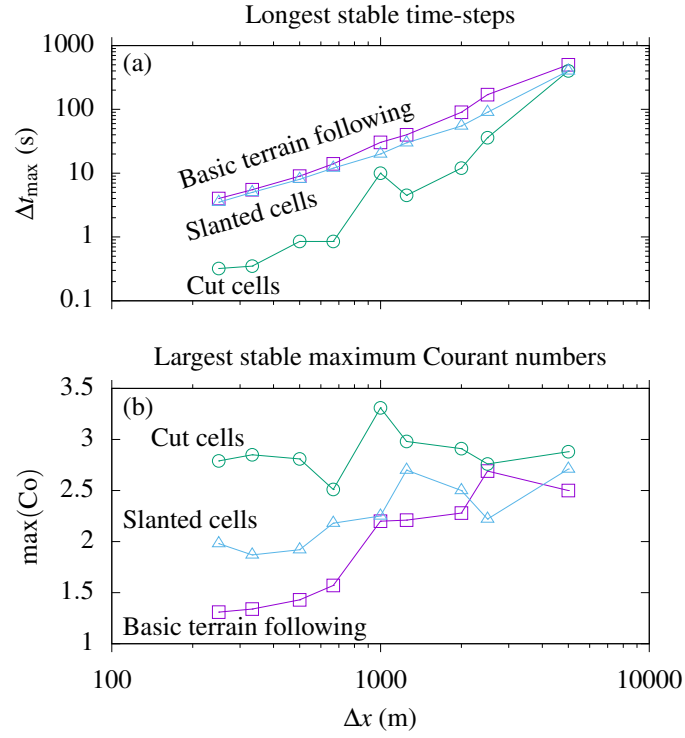 Longest stable time-steps
1000
(a)
100
Basic terrain following
10
Δt_max (s)
Slanted cells
1
Cut cells
0.1
Largest stable maximum Courant numbers
3.5
(b)
Cut cells
3
2.5
max(Co)
Slanted cells
2
1.5
Basic terrain following
1
100
1000
10000
Δx (m)